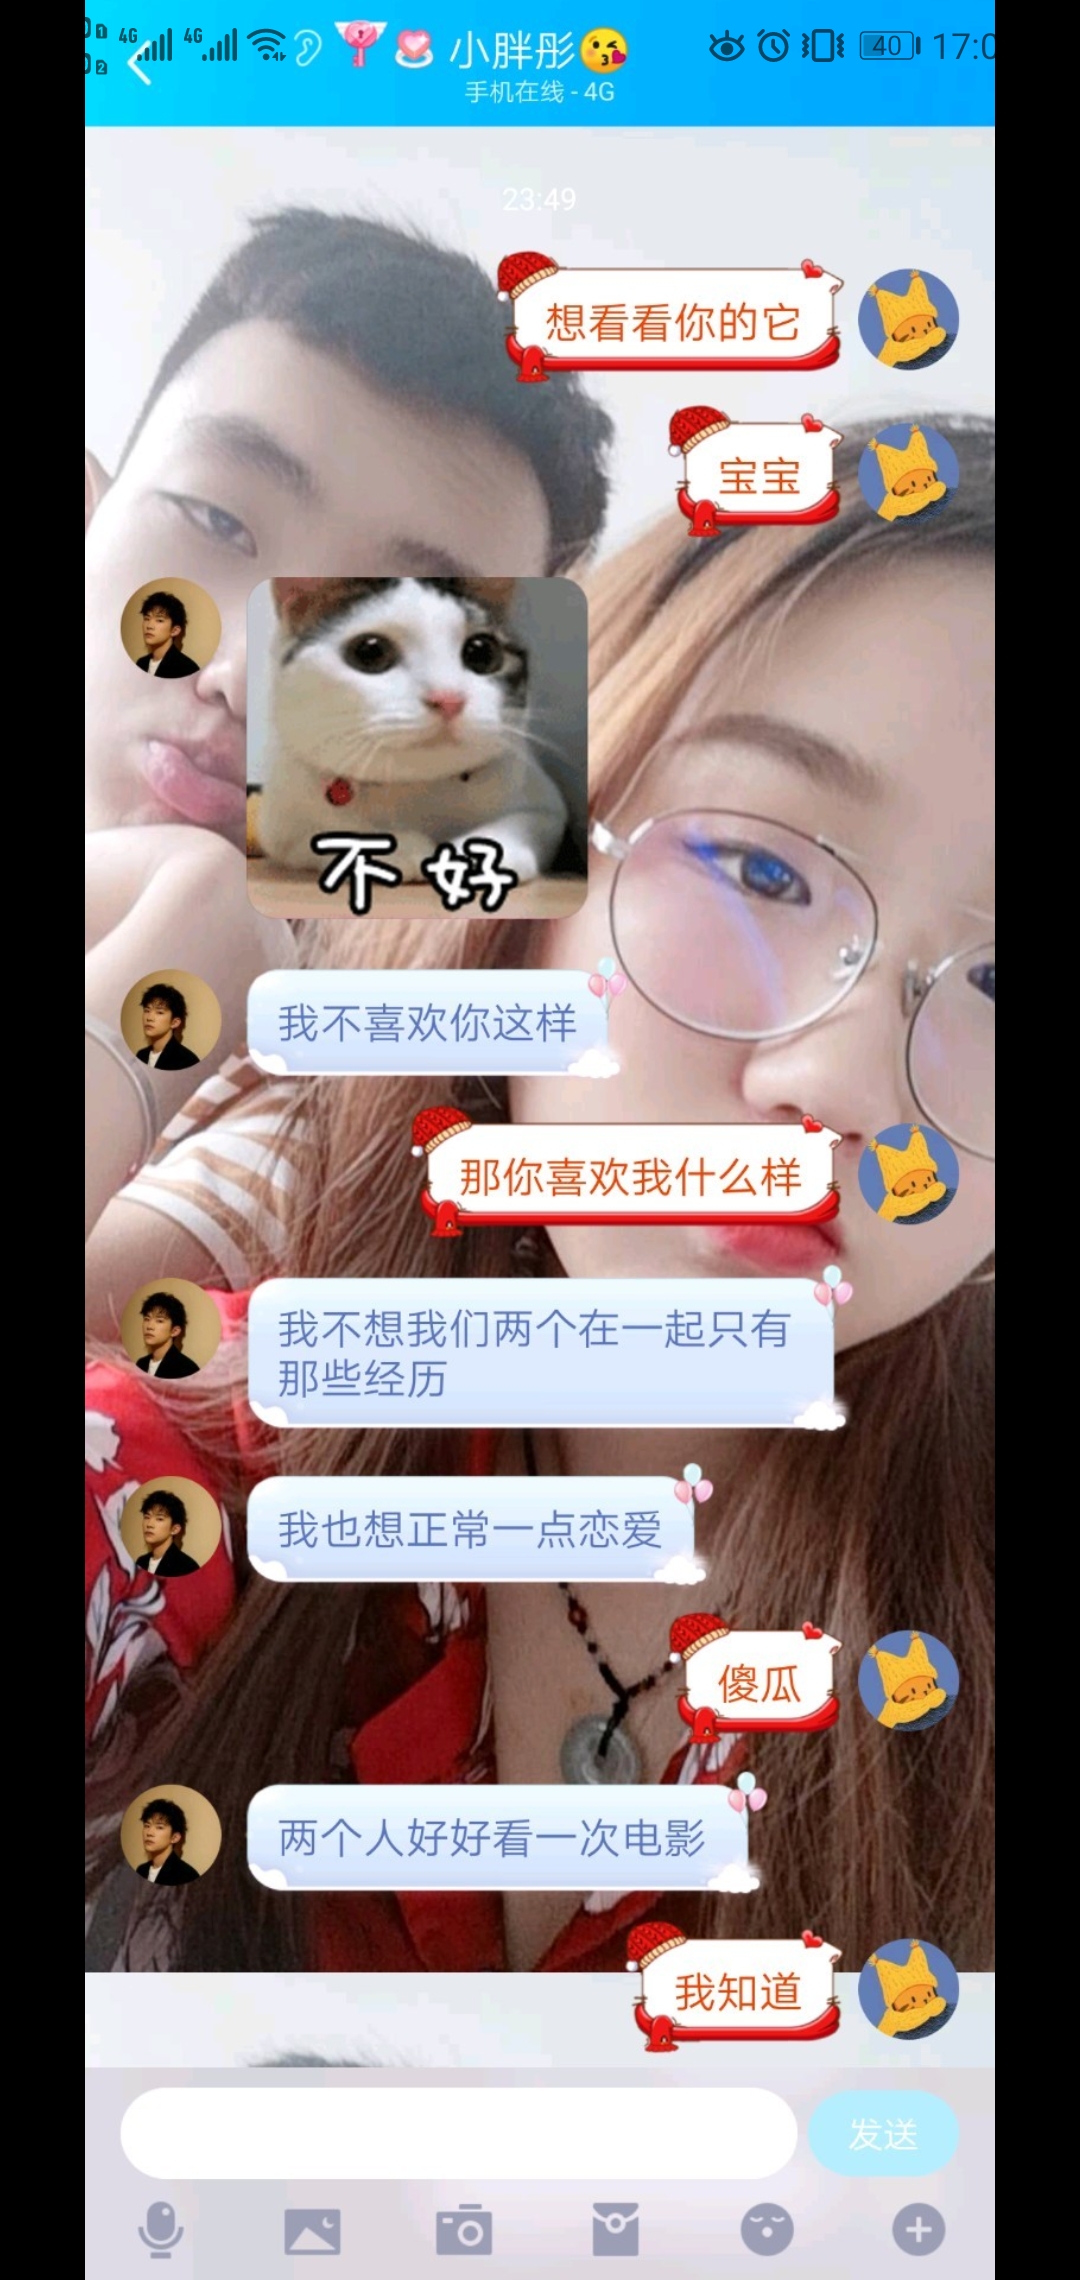 4G 4G 小胖彤 40 17:0
手机在线 - 4G
23:49
想看看你的它
宝宝
不好
我不喜欢你这样
那你喜欢我什么样
我不想我们两个在一起只有
那些经历
我也想正常一点恋爱
傻瓜
两个人好好看一次电影
我知道
发送